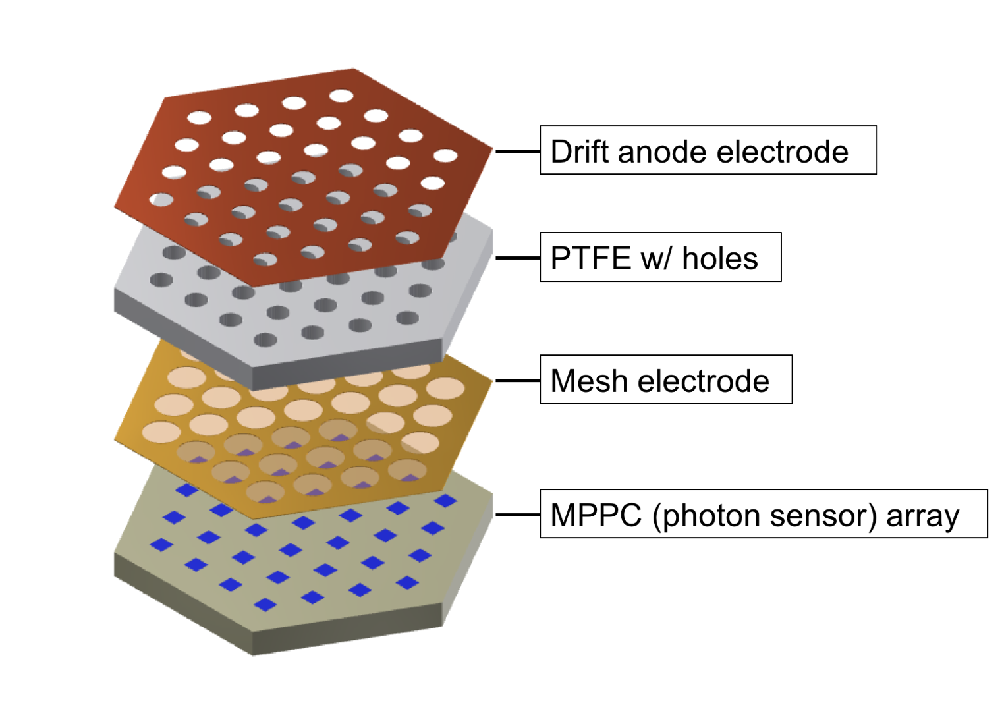 Drift anode electrode
PTFE w/ holes
Mesh electrode
MPPC (photon sensor) array